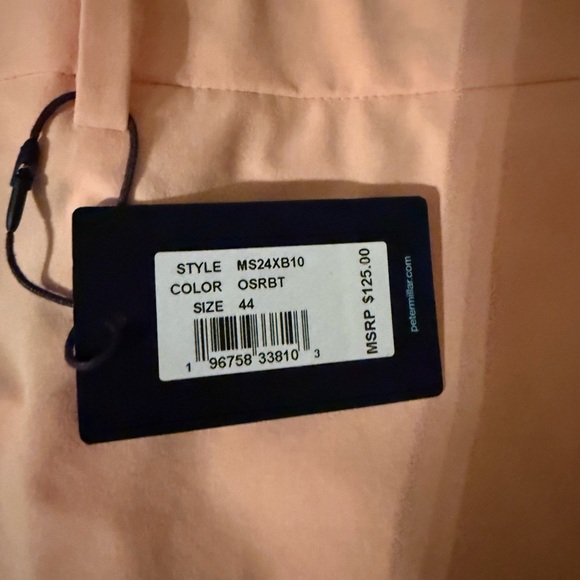 STYLE MS24XB10
COLOR OSRBT
SIZE 44
1 96758 33810 3
MSRP $125.00
petermillar.com